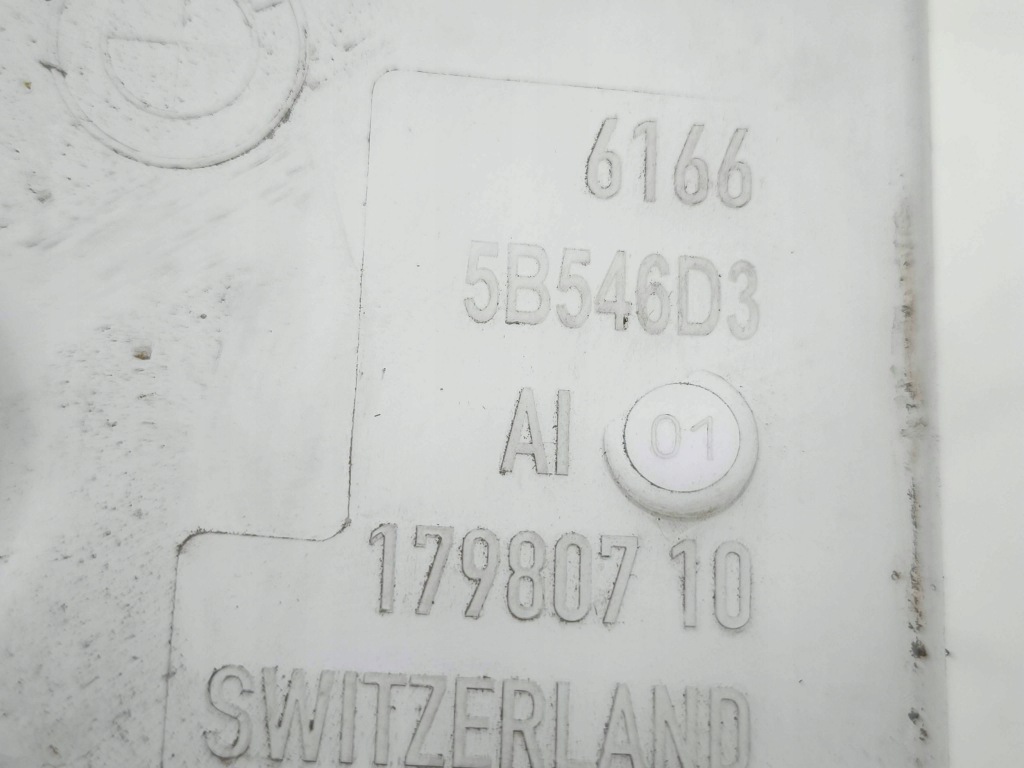 6166
5B546D3
AI 01
179807 10
SWITZERLAND